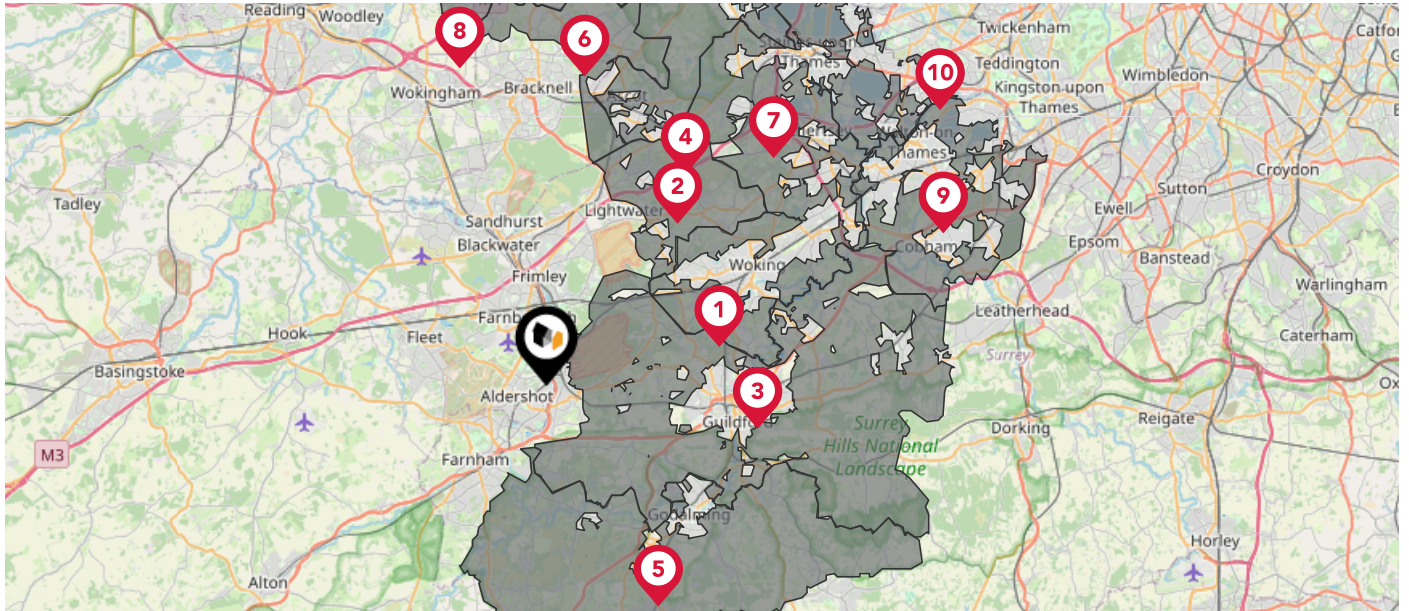 Reading
Woodley
8
6
Twickenham
Thames
Teddington
10
Wimbledon
Kingston upon
Thames
Bracknell
Wokingham
7
4
Thames
Croydon
2
9
Sutton
Tadley
Lightwater
Ewell
Sandhurst
Blackwater
Cobham
Epsom
Banstead
Woking
Frimley
Warlingham
1
Leatherhead
Hook
Fleet
Caterham
Surrey
Basingstoke
3
Aldershot
Guildford
Surrey
Hills National
Landscape
Reigate
Dorking
M3
Farnham
Godalming
5
Horley
Alton